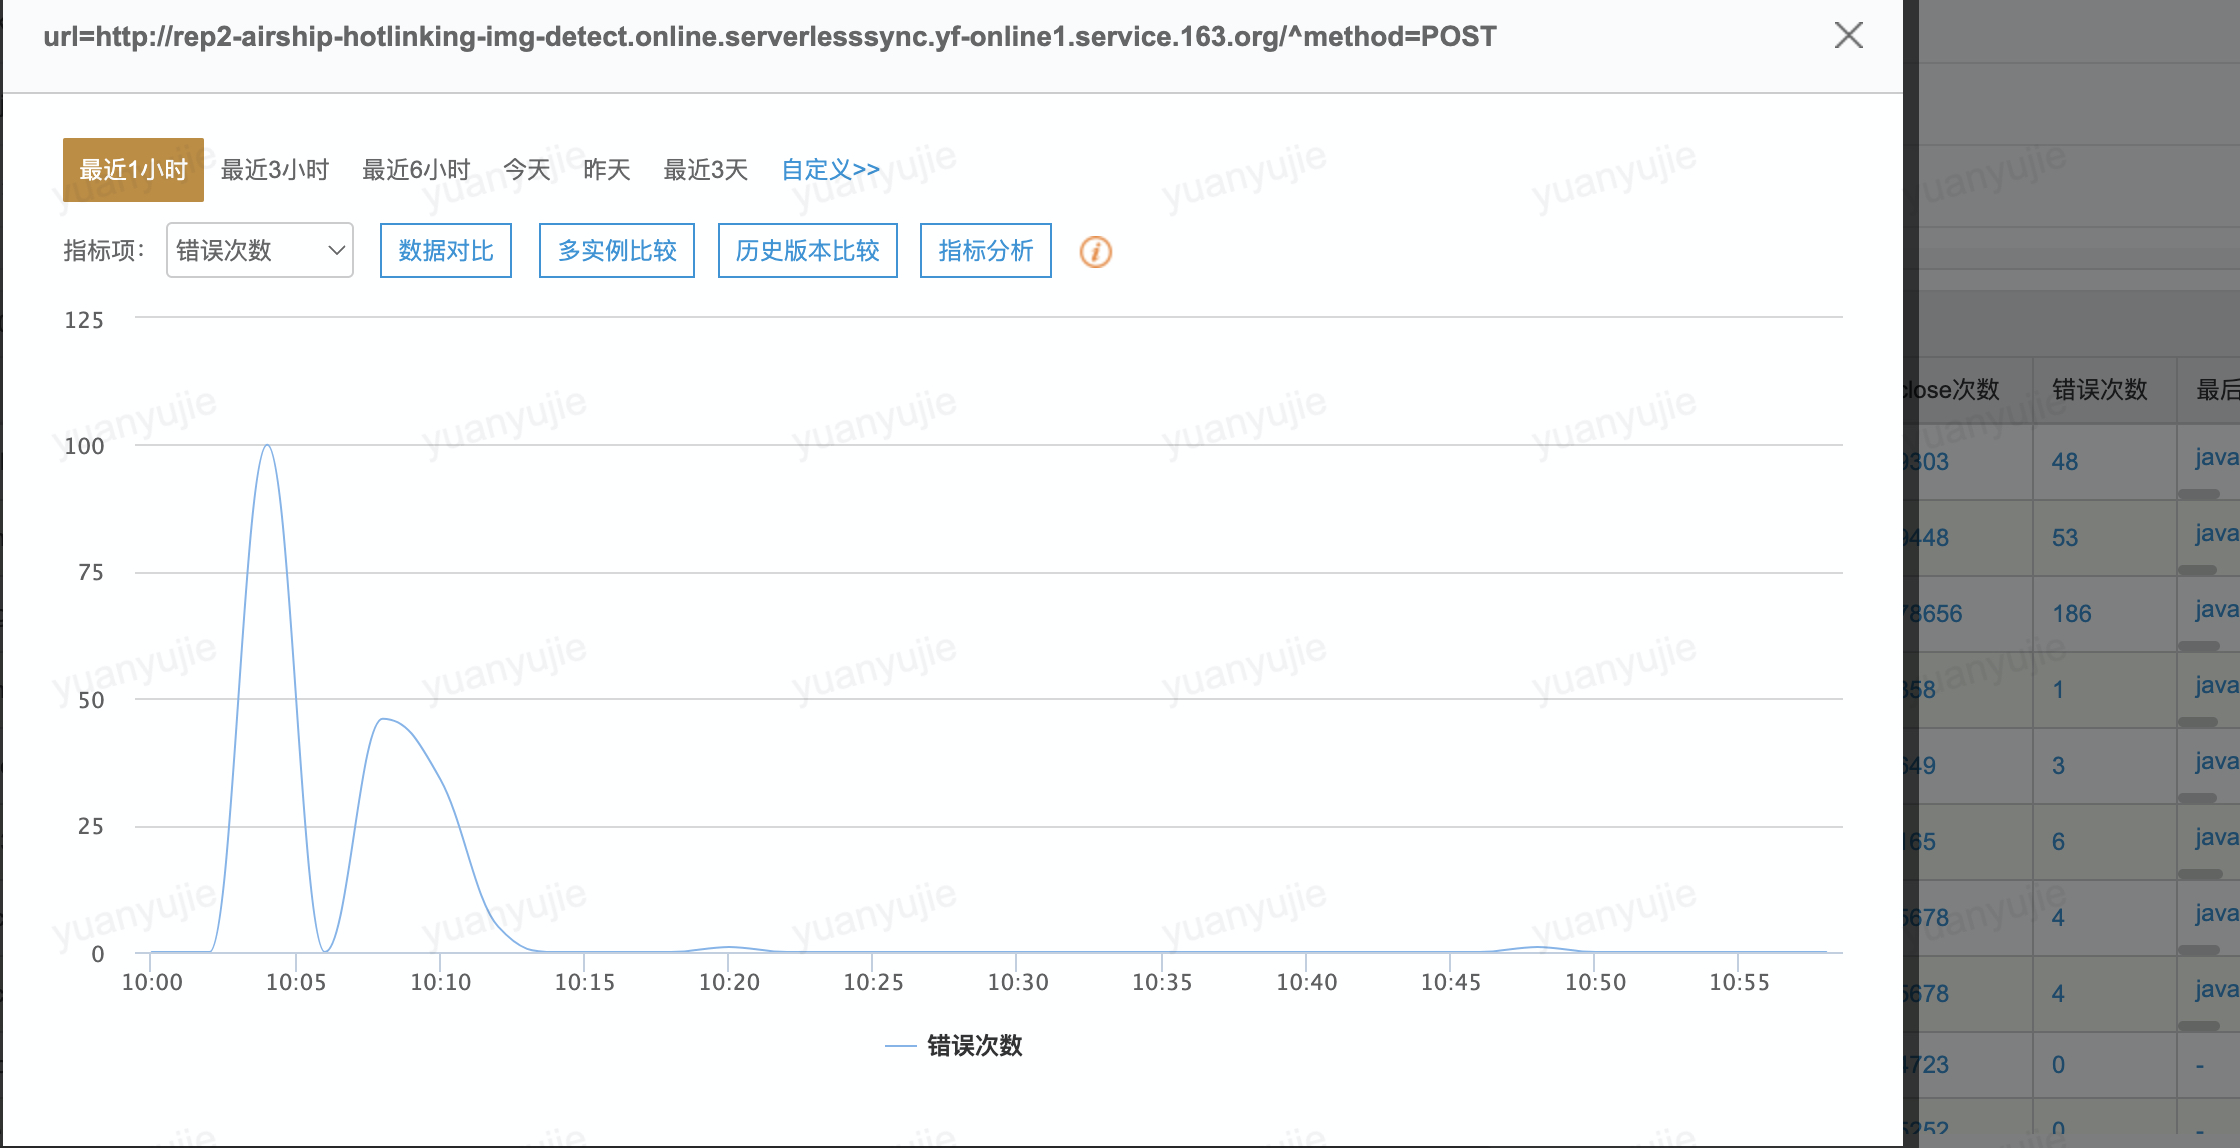 url=http://rep2-airship-hotlinking-img-detect.online.serverlesssync.yf-online1.service.163.org/^method=POST
最近1小时 最近3小时 最近6小时 今天 昨天 最近3天 自定义>>
指标项: 错误次数 数据对比 多实例比较 历史版本比较 指标分析 i
125
100
75
50
25
0
10:00 10:05 10:10 10:15 10:20 10:25 10:30 10:35 10:40 10:45 10:50 10:55
错误次数
close次数 错误次数 最后
9303 48 java
9448 53 java
78656 186 java
358 1 java
649 3 java
165 6 java
5678 4 java
5678 4 java
4723 0 -
5252 0 -
yuanyujie